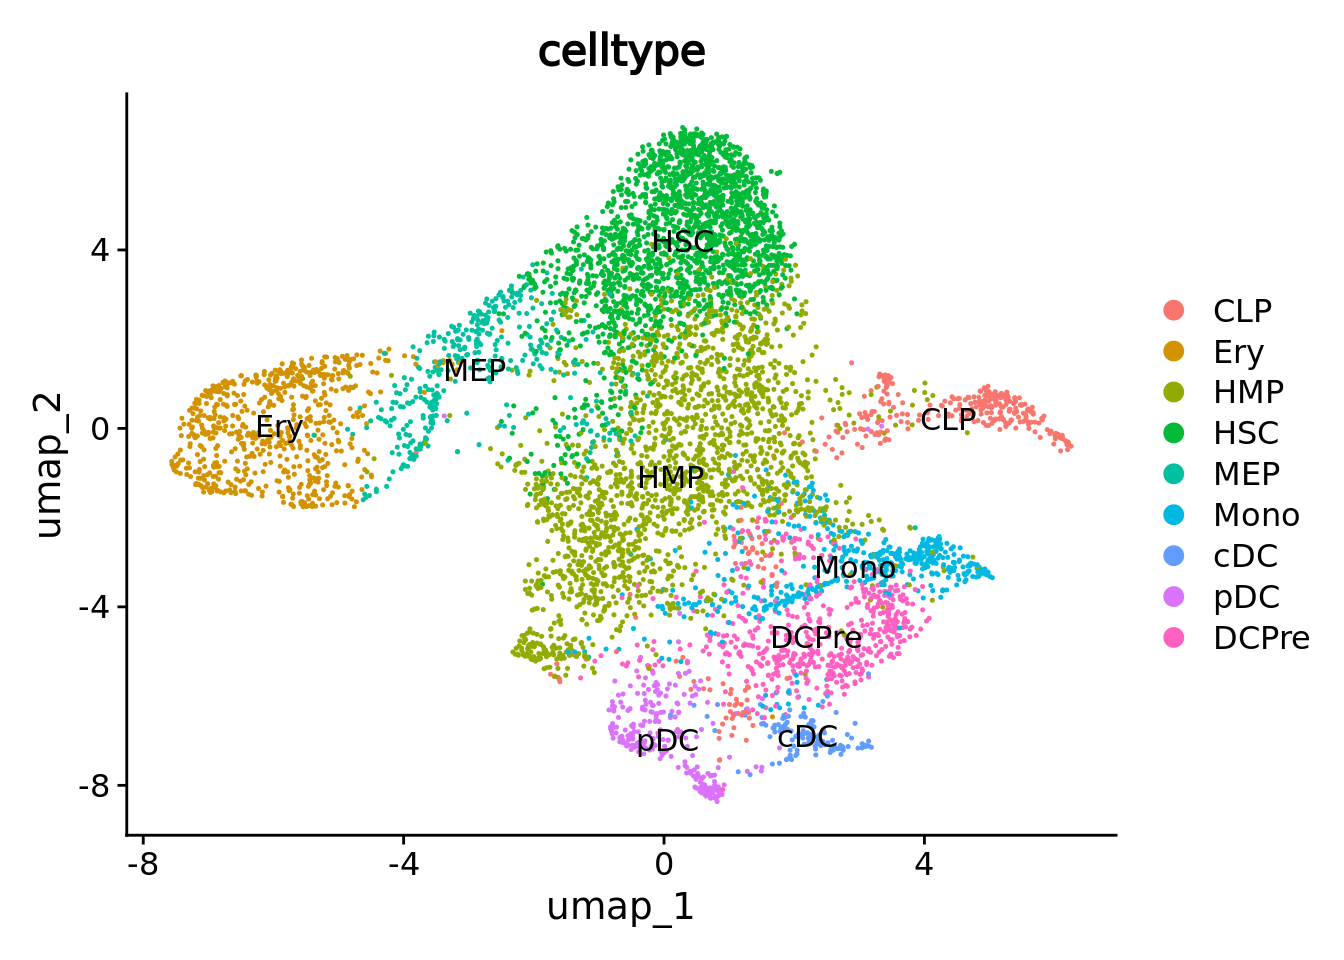 celltype
umap_2
4
0
-4
-8
-8
-4
0
4
umap_1
HSC
MEP
Ery
CLP
HMP
Mono
DCPre
pDC
cDC
CLP
Ery
HMP
HSC
MEP
Mono
cDC
pDC
DCPre